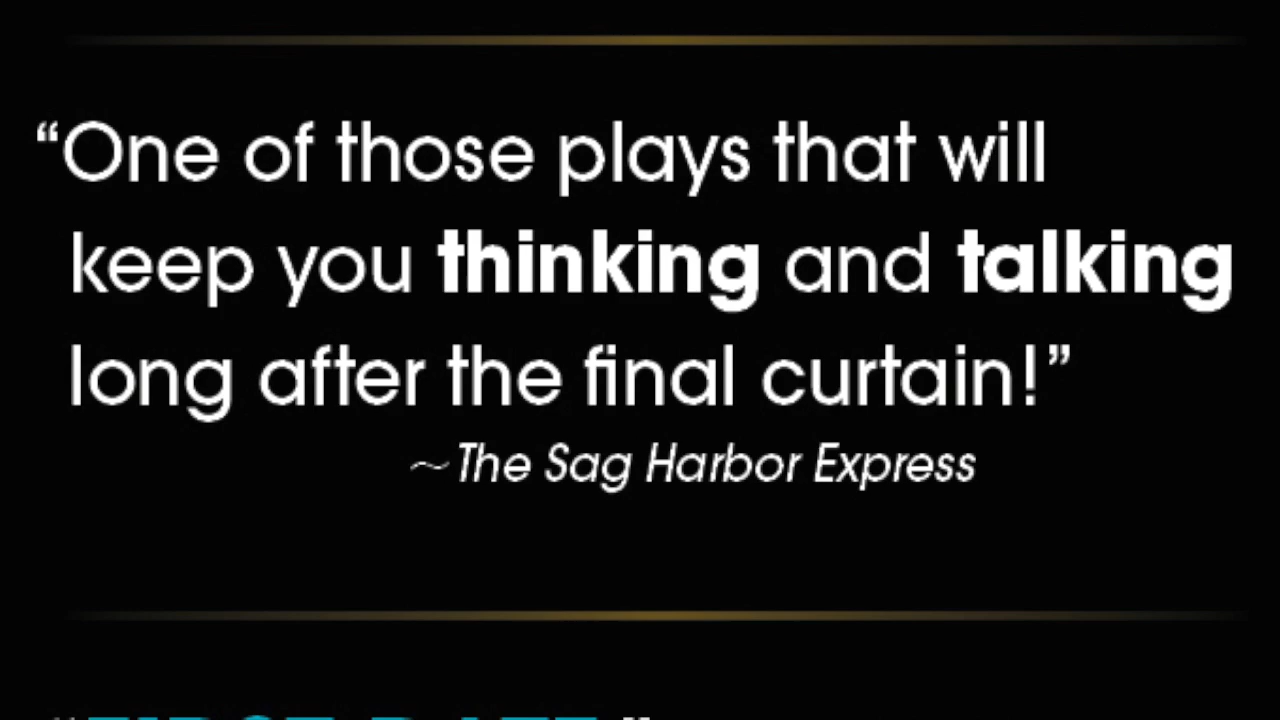 “One of those plays that will
keep you thinking and talking
long after the final curtain!”
~ The Sag Harbor Express